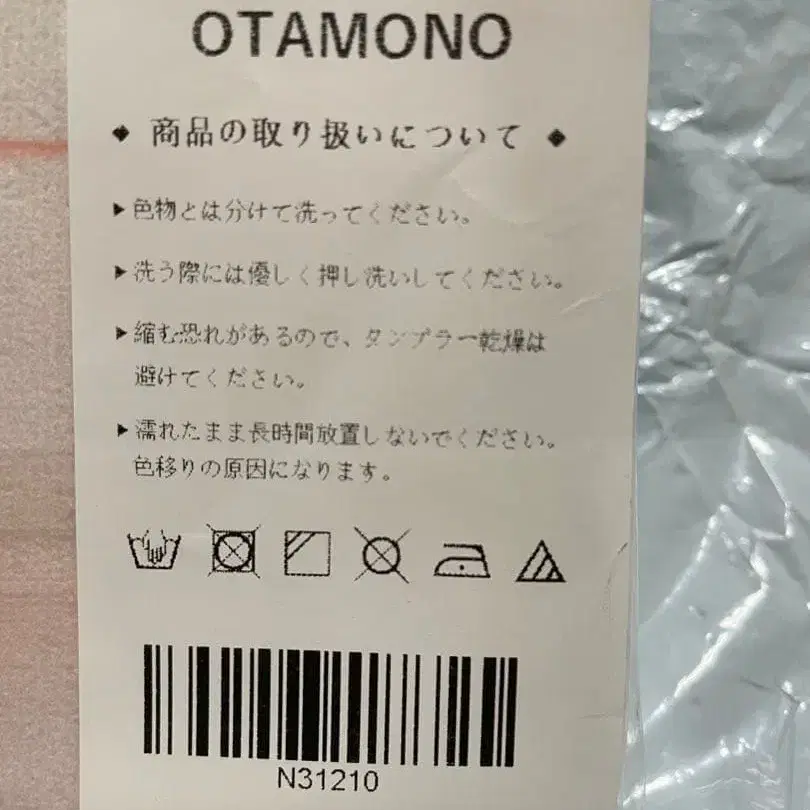 OTAMONO
◆ 商品の取り扱いについて ◆
▶色物とは分けて洗ってください。
▶洗う際には優しく押し洗いしてください。
▶縮む恐れがあるので、タンブラー乾燥は
避けてください。
▶濡れたまま長時間放置しないでください。
色移りの原因になります。
N31210